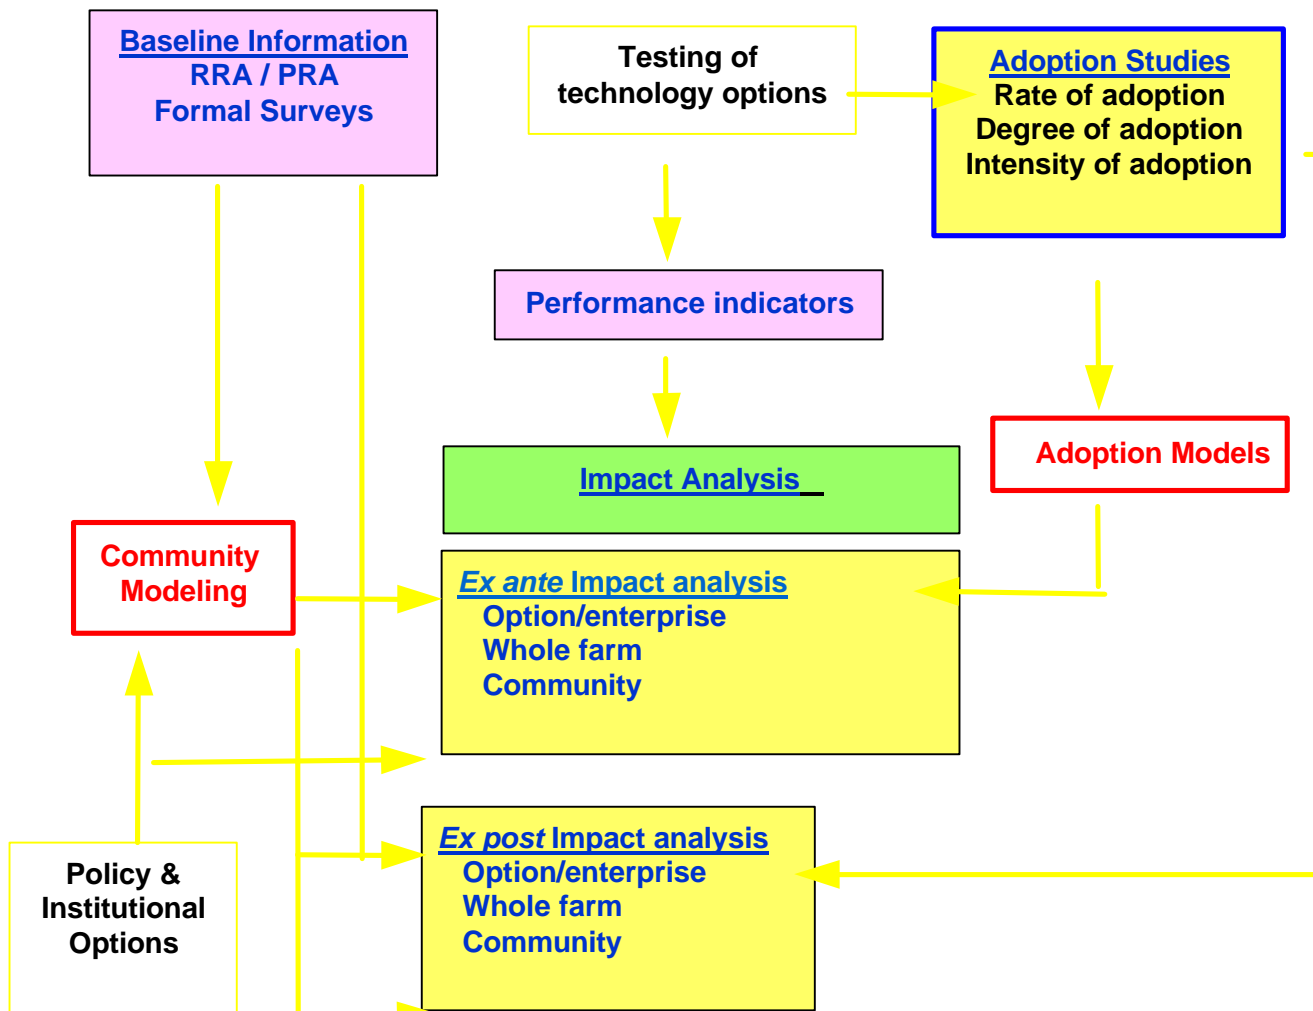 Baseline Information
RRA / PRA
Formal Surveys
Testing of
technology options
Adoption Studies
Rate of adoption
Degree of adoption
Intensity of adoption
Performance indicators
Impact Analysis
Adoption Models
Community
Modeling
Ex ante Impact analysis
Option/enterprise
Whole farm
Community
Ex post Impact analysis
Option/enterprise
Whole farm
Community
Policy &
Institutional
Options